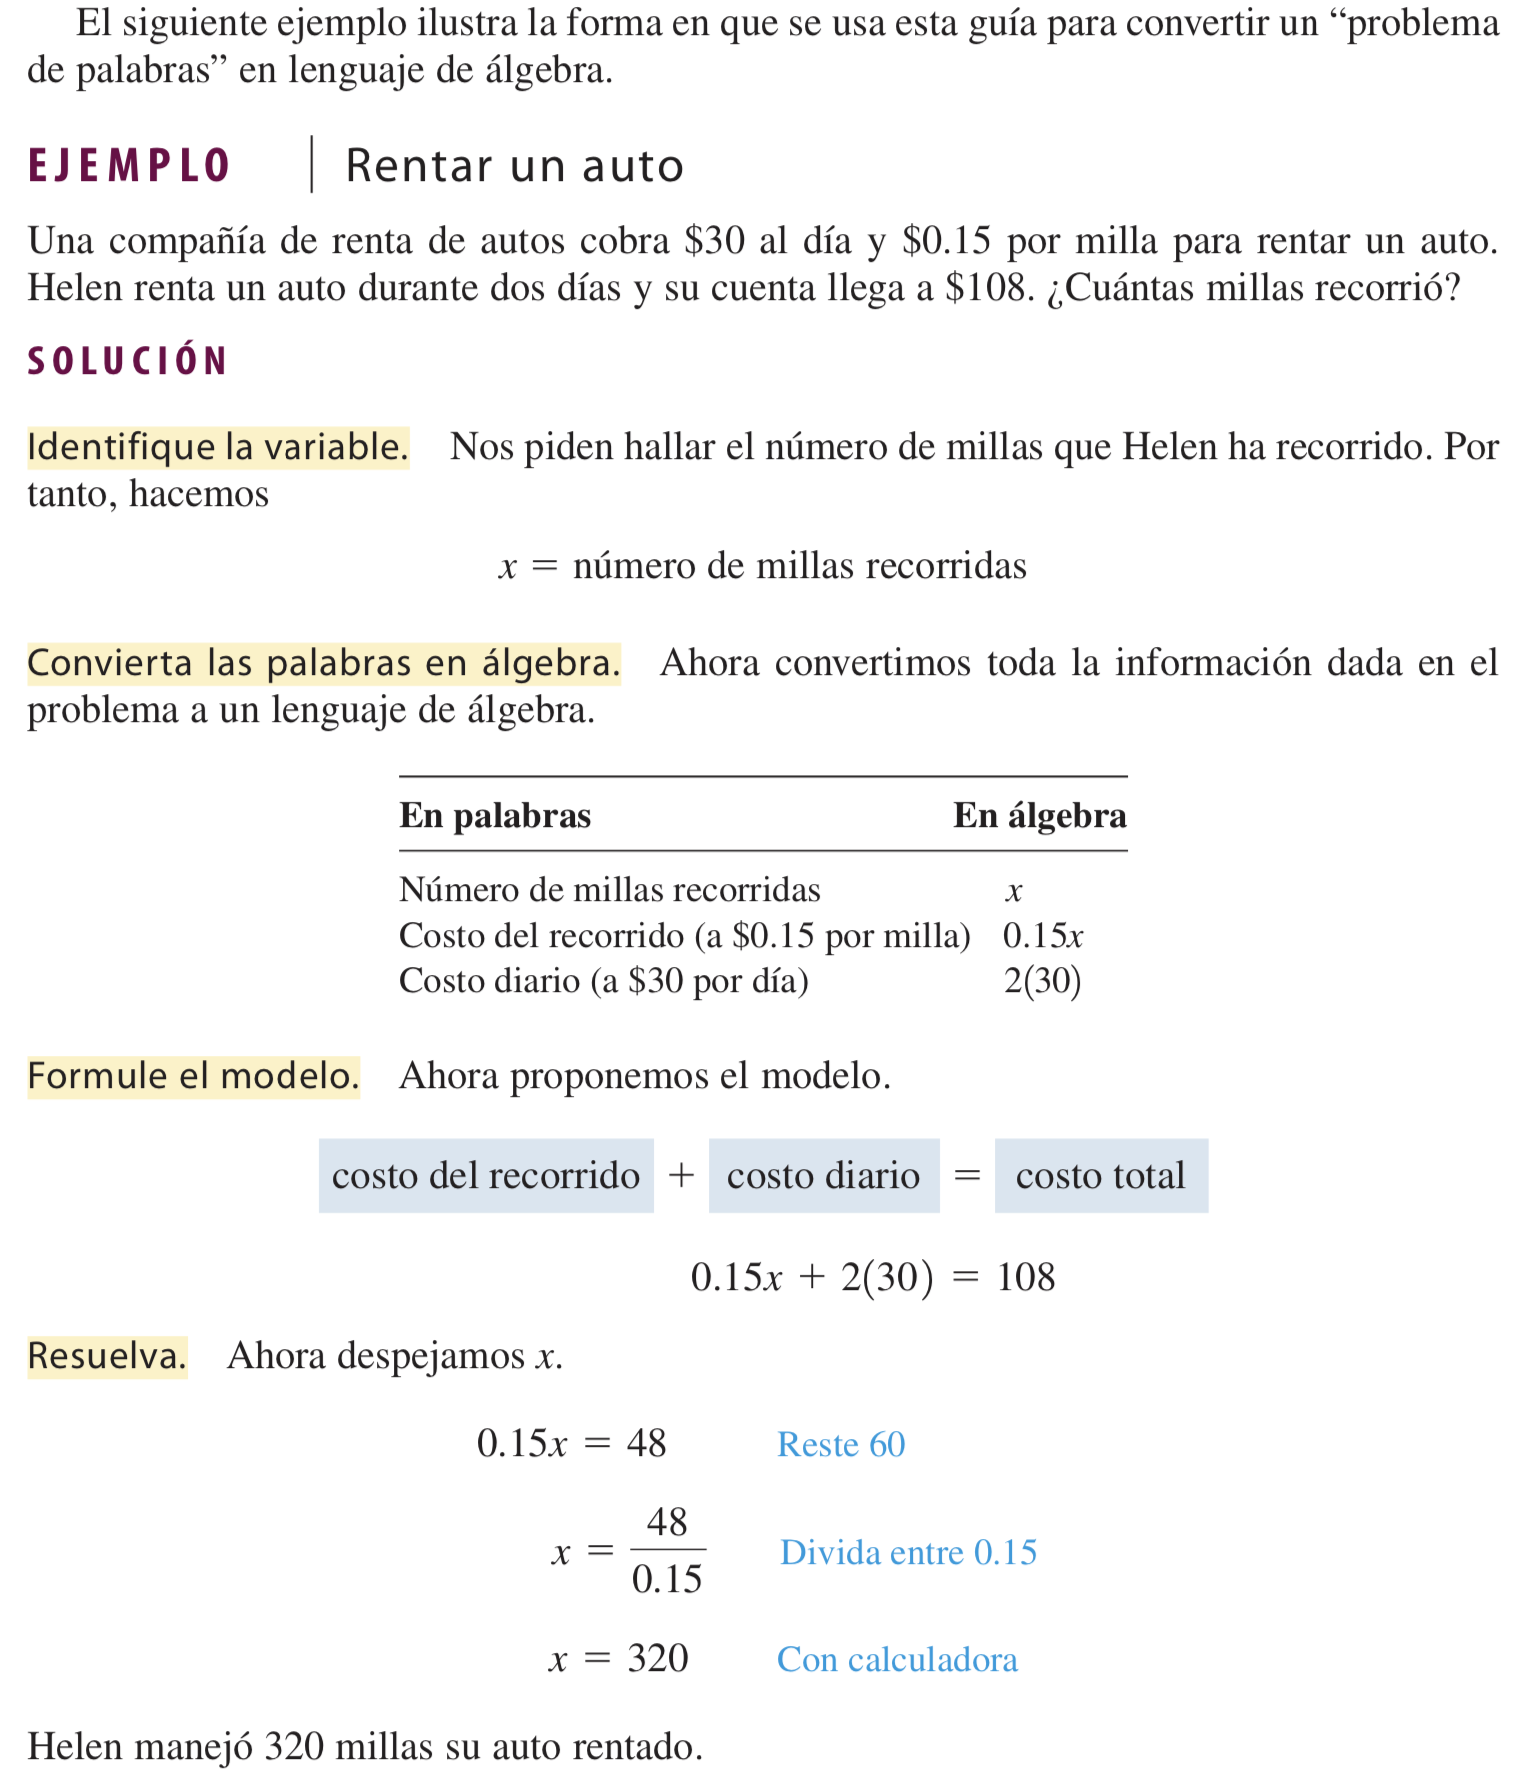 El siguiente ejemplo ilustra la forma en que se usa esta guía para convertir un “problema
de palabras” en lenguaje de álgebra.
EJEMPLO | Rentar un auto
Una compañía de renta de autos cobra $30 al día y $0.15 por milla para rentar un auto.
Helen renta un auto durante dos días y su cuenta llega a $108. ¿Cuántas millas recorrió?
SOLUCIÓN
Identifique la variable. Nos piden hallar el número de millas que Helen ha recorrido. Por
tanto, hacemos
x = número de millas recorridas
Convierta las palabras en álgebra. Ahora convertimos toda la información dada en el
problema a un lenguaje de álgebra.
En palabras En álgebra
Número de millas recorridas x
Costo del recorrido (a $0.15 por milla) 0.15x
Costo diario (a $30 por día) 2(30)
Formule el modelo. Ahora proponemos el modelo.
costo del recorrido + costo diario = costo total
0.15x + 2(30) = 108
Resuelva. Ahora despejamos x.
0.15x = 48 Reste 60
x = 48/0.15 Divida entre 0.15
x = 320 Con calculadora
Helen manejó 320 millas su auto rentado.